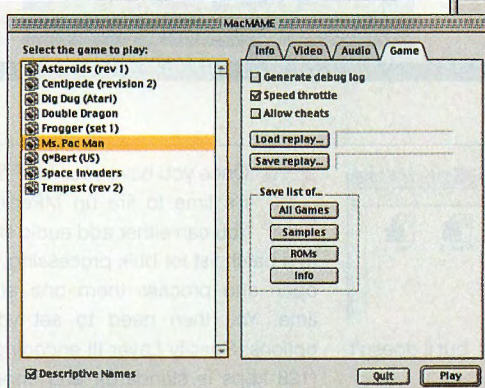 MacMAME
Select the game to play:
Asteroids (rev 1)
Centipede (revision 2)
Dig Dug (Atari)
Double Dragon
Frogger (set 1)
Ms. Pac Man
Q*Bert (US)
Space Invaders
Tempest (rev 2)
Descriptive Names
Info
Video
Audio
Game
Generate debug log
Speed throttle
Allow cheats
Load replay...
Save replay...
Save list of...
All Games
Samples
ROMs
Info
Quit
Play